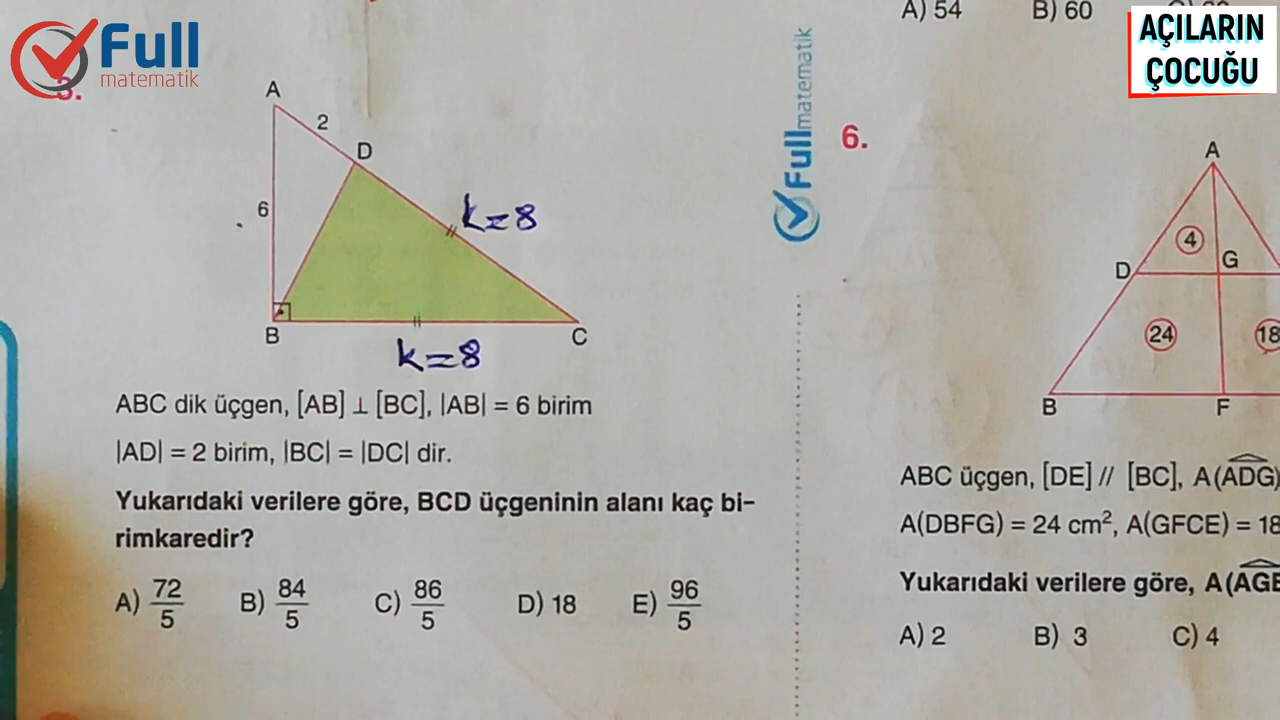 Full
matematik
AÇILARIN
ÇOCUĞU
3.
A
2
D
6
k=8
B
C
k=8
ABC dik üçgen, [AB] ⊥ [BC], |AB| = 6 birim
|AD| = 2 birim, |BC| = |DC| dir.
Yukarıdaki verilere göre, BCD üçgeninin alanı kaç bi-
rimkaredir?
A) 72/5 B) 84/5 C) 86/5 D) 18 E) 96/5
Full matematik
A) 54 B) 60
6.
A
4
D
G
24
18
B
F
ABC üçgen, [DE] // [BC], A(ADG)
A(DBFG) = 24 cm², A(GFCE) = 18
Yukarıdaki verilere göre, A(AGE
A) 2 B) 3 C) 4